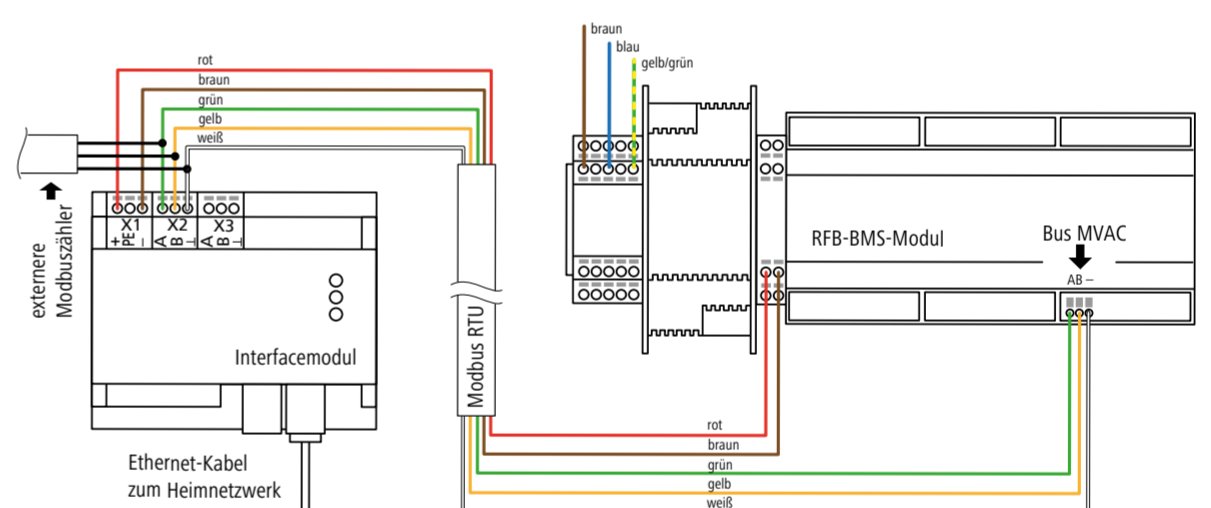 braun
blau
gelb/grün
rot
braun
grün
gelb
weiß
externere
Modbuszähler
X1 X2 X3
+ PE – A B ⊥ A B ⊥
Interfacemodul
Modbus RTU
RFB-BMS-Modul
Bus MVAC
AB –
Ethernet-Kabel
zum Heimnetzwerk
rot
braun
grün
gelb
weiß